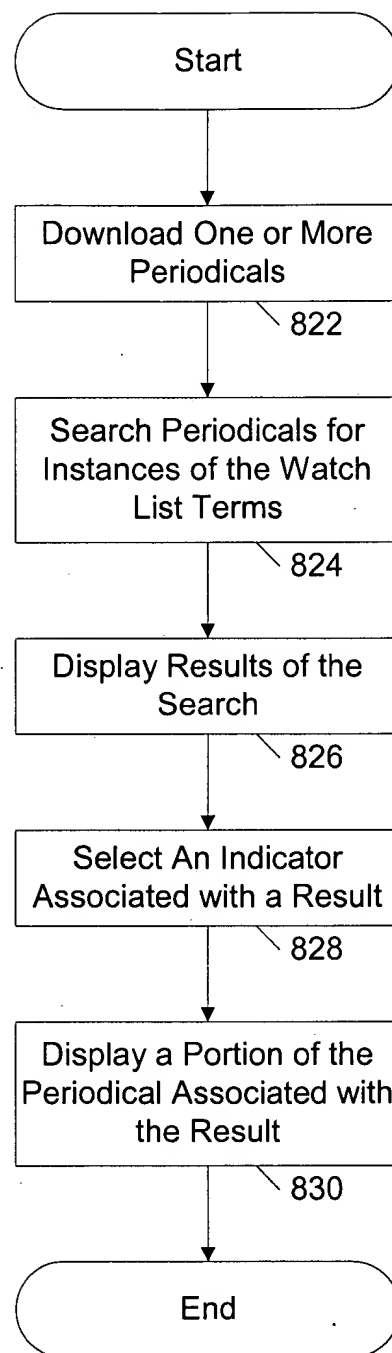 Start
Download One or More
Periodicals
822
Search Periodicals for
Instances of the Watch
List Terms
824
Display Results of the
Search
826
Select An Indicator
Associated with a Result
828
Display a Portion of the
Periodical Associated with
the Result
830
End